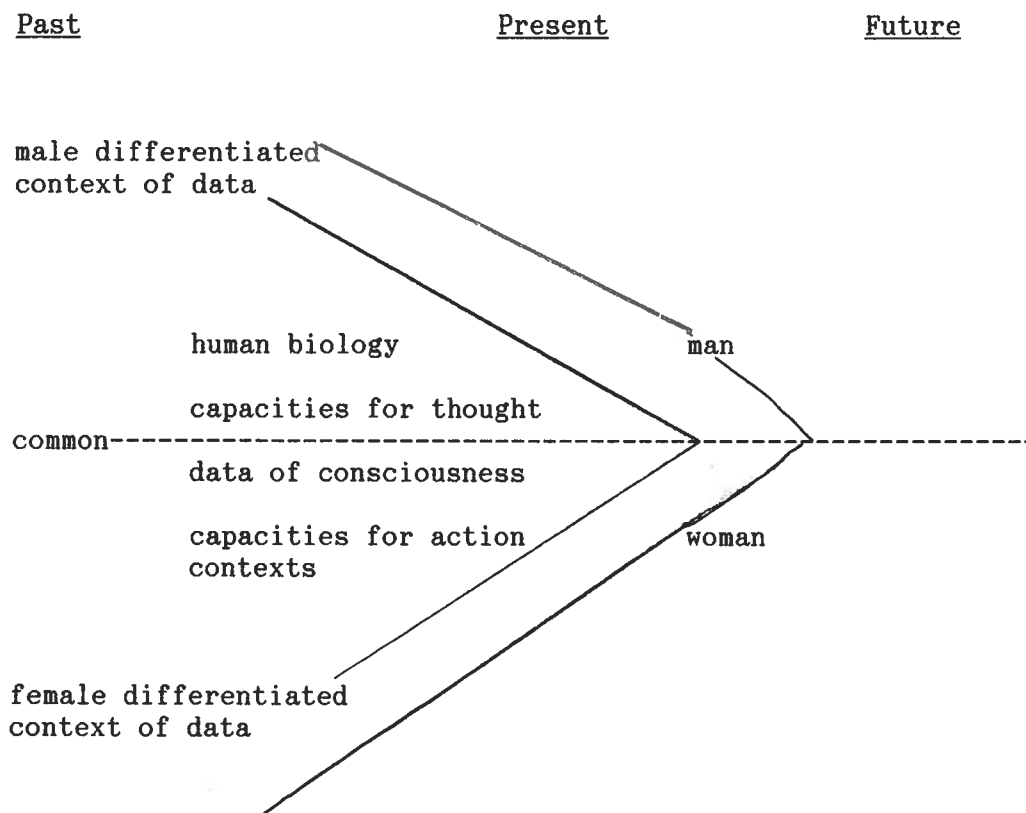 Past Present Future
male differentiated
context of data
human biology
man
capacities for thought
common
data of consciousness
capacities for action
contexts
woman
female differentiated
context of data